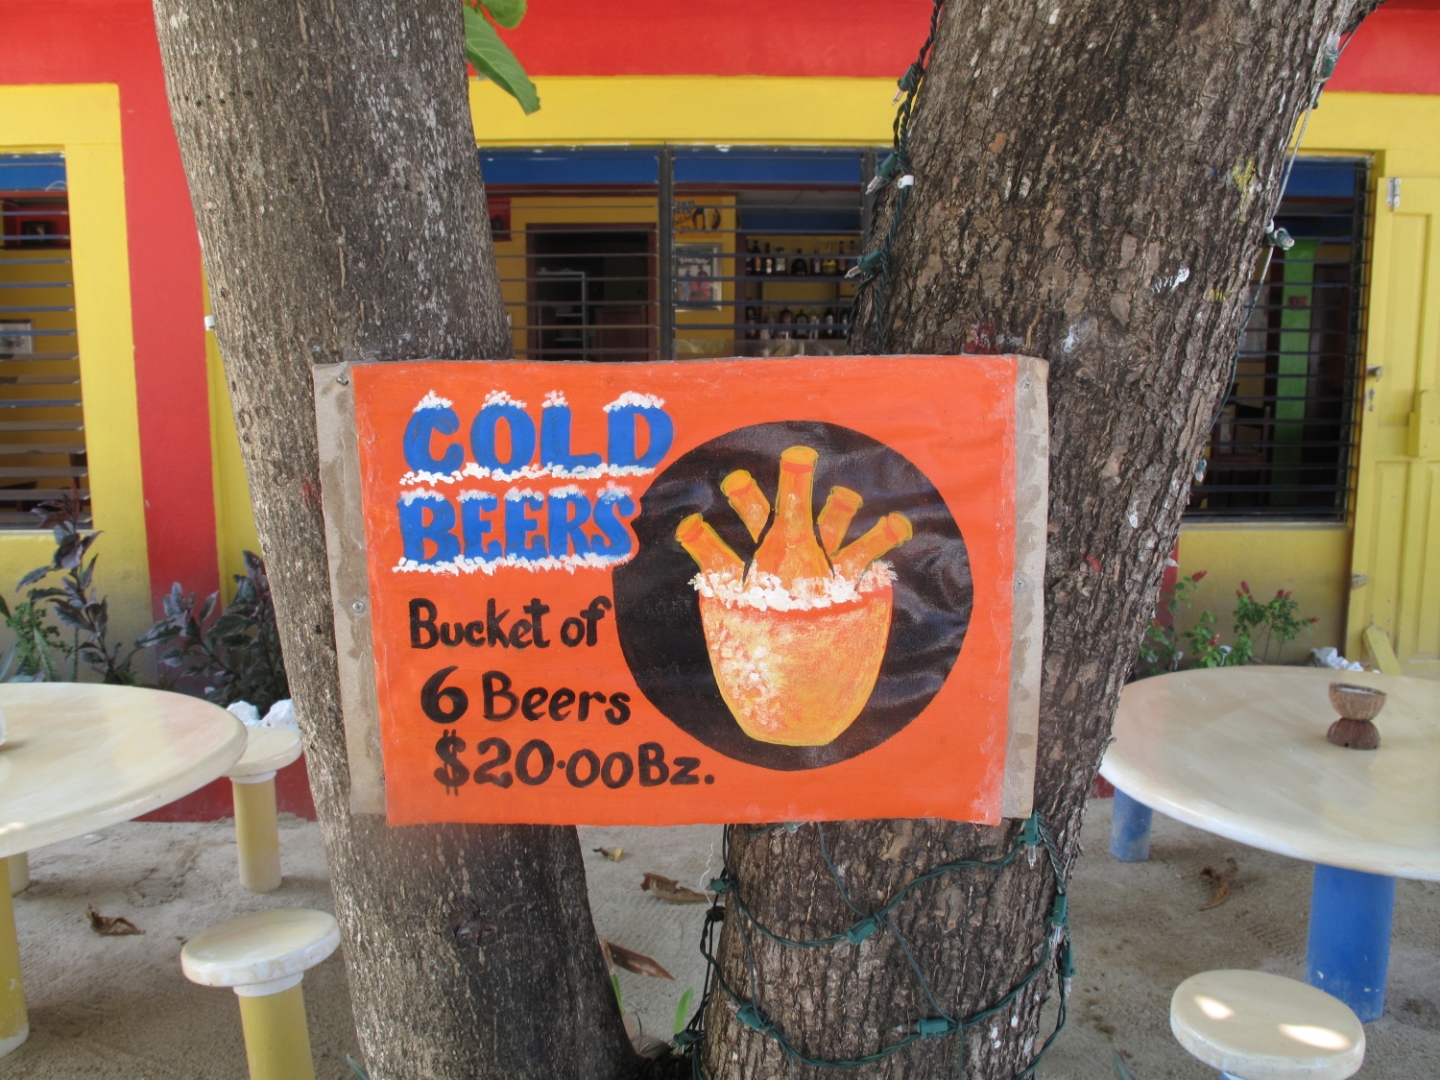 COLD
BEERS
Bucket of
6 Beers
$20.00Bz.